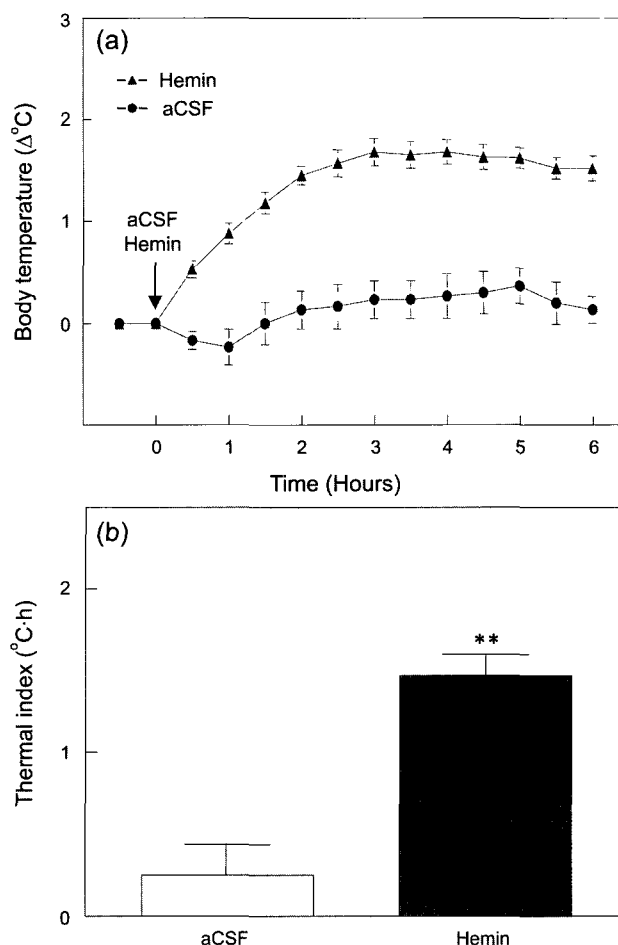 (a)
3
2
1
0
Body temperature (Δ°C)
Hemin
aCSF
aCSF
Hemin
0 1 2 3 4 5 6
Time (Hours)
(b)
2
1
0
Thermal index (°C·h)
**
aCSF Hemin